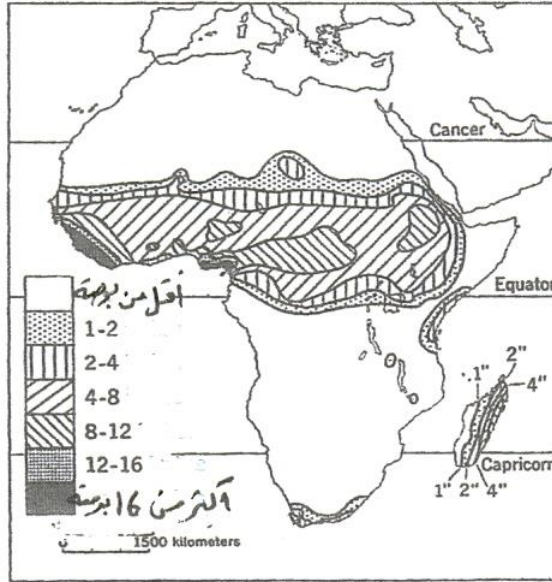 Cancer
Equator
Capricorn
أقل من بوصة
1-2
2-4
4-8
8-12
12-16
أكثر من 16 بوصة
0 1500 kilometers
.1"
2"
4"
1" 2" 4"